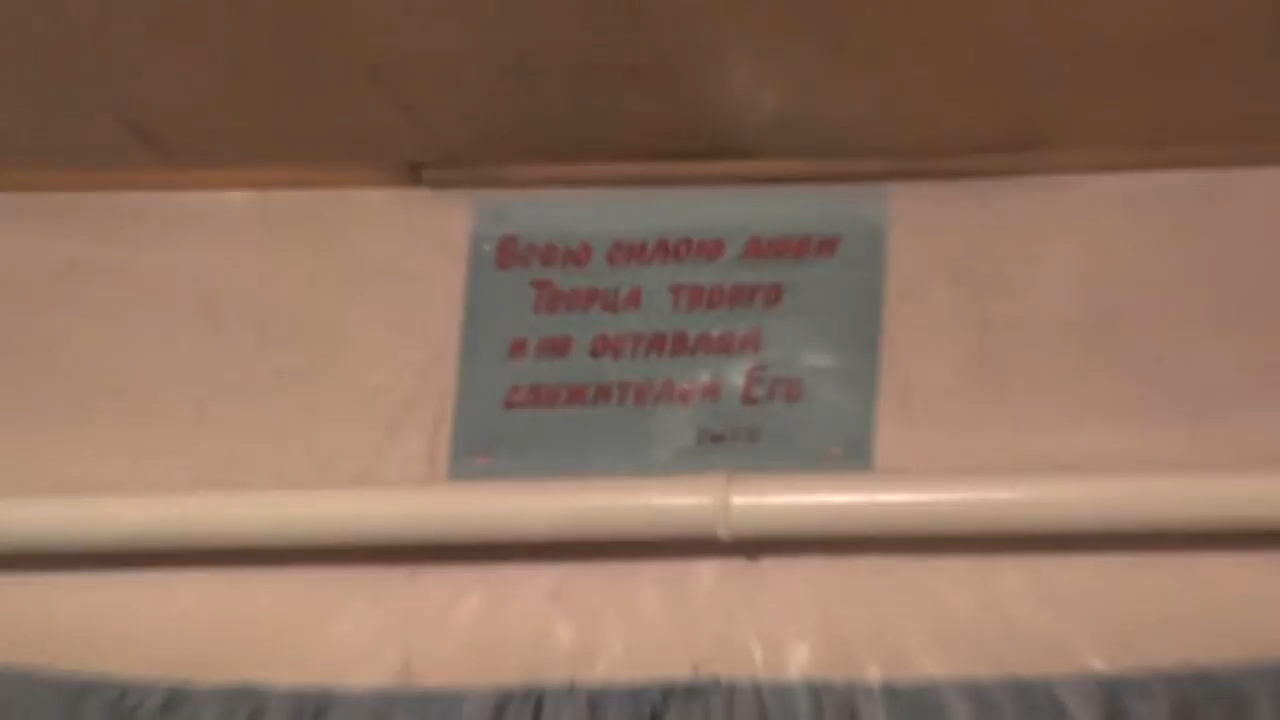 Всею силою люби
Творца твоего
и не оставляй
служителей Его